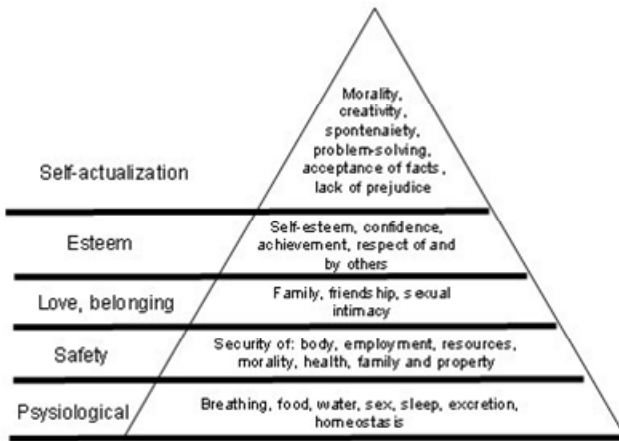 Morality,
creativity,
spontenaiety,
problem-solving,
acceptance of facts,
lack of prejudice
Self-actualization
Self-esteem, confidence,
achievement, respect of and
by others
Esteem
Family, friendship, sexual
intimacy
Love, belonging
Security of: body, employment, resources,
morality, health, family and property
Safety
Breathing, food, water, sex, sleep, excretion,
homeostasis
Psysiological